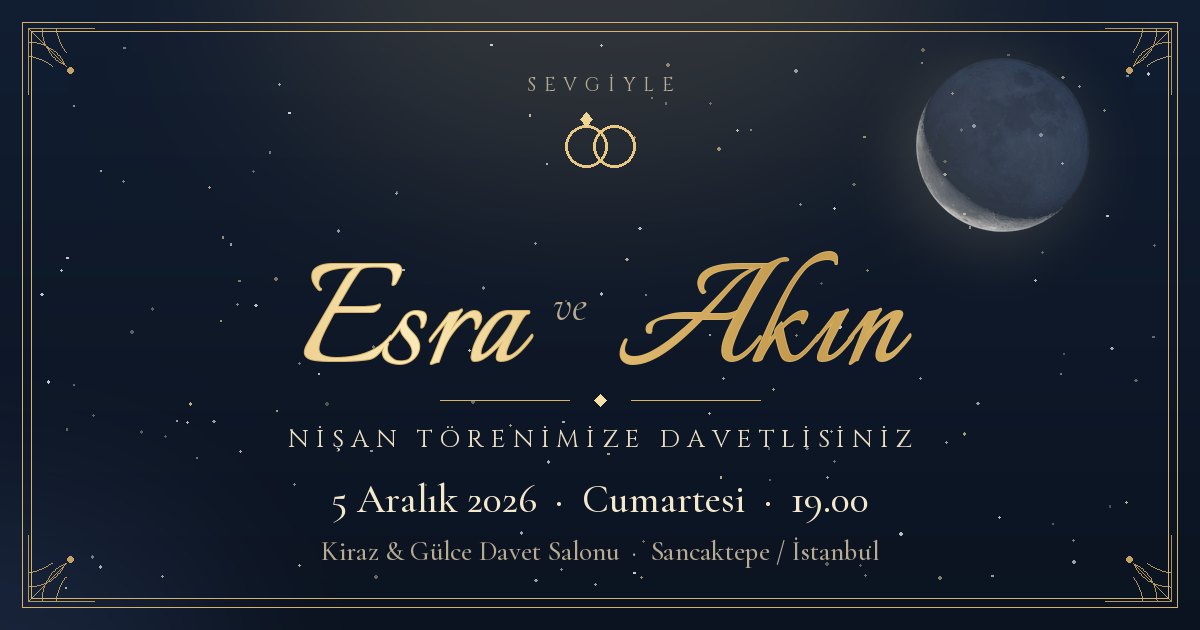 SEVGİYLE
Esra ve Akın
NİŞAN TÖRENİMİZE DAVETLİSİNİZ
5 Aralık 2026 · Cumartesi · 19.00
Kiraz & Gülce Davet Salonu · Sancaktepe / İstanbul